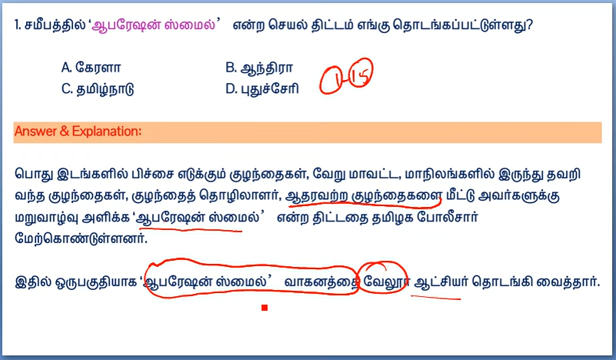 1. சமீபத்தில் 'ஆபரேஷன் ஸ்மைல்' என்ற செயல் திட்டம் எங்கு தொடங்கப்பட்டுள்ளது?
A. கேரளா B. ஆந்திரா
C. தமிழ்நாடு D. புதுச்சேரி
1-15
Answer & Explanation:
பொது இடங்களில் பிச்சை எடுக்கும் குழந்தைகள், வேறு மாவட்ட, மாநிலங்களில் இருந்து தவறி
வந்த குழந்தைகள், குழந்தைத் தொழிலாளர், ஆதரவற்ற குழந்தைகளை மீட்டு அவர்களுக்கு
மறுவாழ்வு அளிக்க 'ஆபரேஷன் ஸ்மைல்' என்ற திட்டதை தமிழக போலீசார்
மேற்கொண்டுள்ளனர்.
இதில் ஒருபகுதியாக 'ஆபரேஷன் ஸ்மைல்' வாகனத்தை வேலூர் ஆட்சியர் தொடங்கி வைத்தார்.